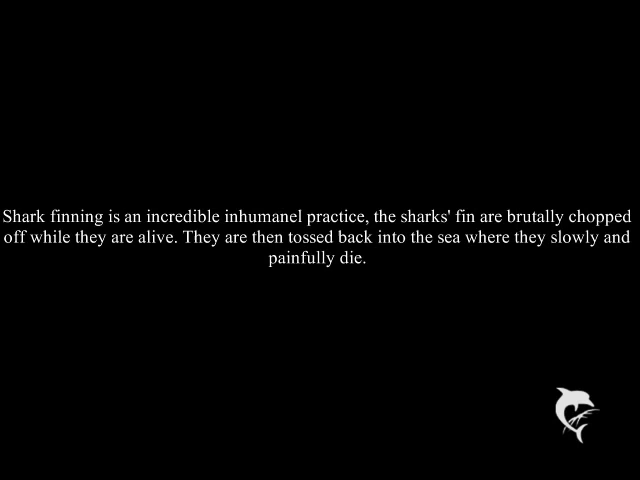 Shark finning is an incredible inhumanel practice, the sharks' fin are brutally chopped
off while they are alive. They are then tossed back into the sea where they slowly and
painfully die.